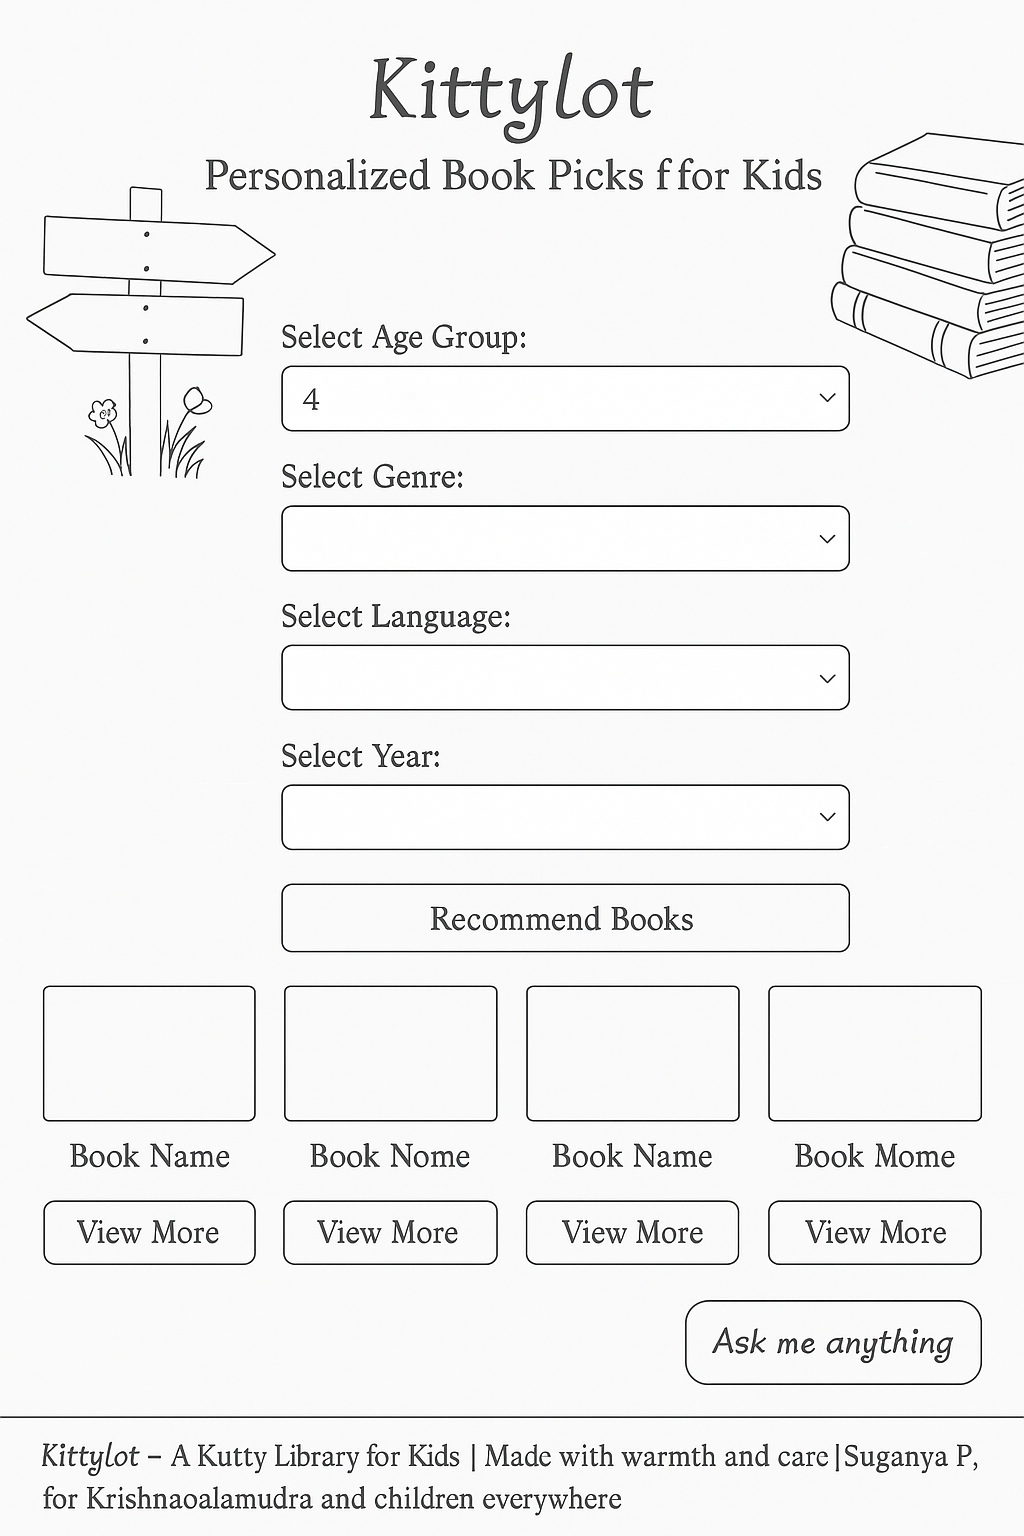 Kittylot
Personalized Book Picks f for Kids
Select Age Group:
4
Select Genre:
Select Language:
Select Year:
Recommend Books
Book Name
Book Nome
Book Name
Book Mome
View More
View More
View More
View More
Ask me anything
Kittylot – A Kutty Library for Kids | Made with warmth and care|Suganya P,
for Krishnaoalamudra and children everywhere